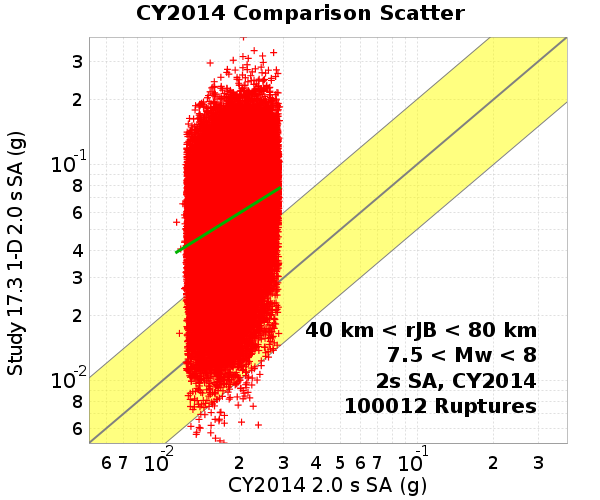 CY2014 Comparison Scatter
Study 17.3 1-D 2.0 s SA (g)
3
2
10^-1
8
6
4
3
2
10^-2
8
6
40 km < rJB < 80 km
7.5 < Mw < 8
2s SA, CY2014
100012 Ruptures
6 7 10^-2 2 3 4 5 6 7 10^-1 2 3
CY2014 2.0 s SA (g)